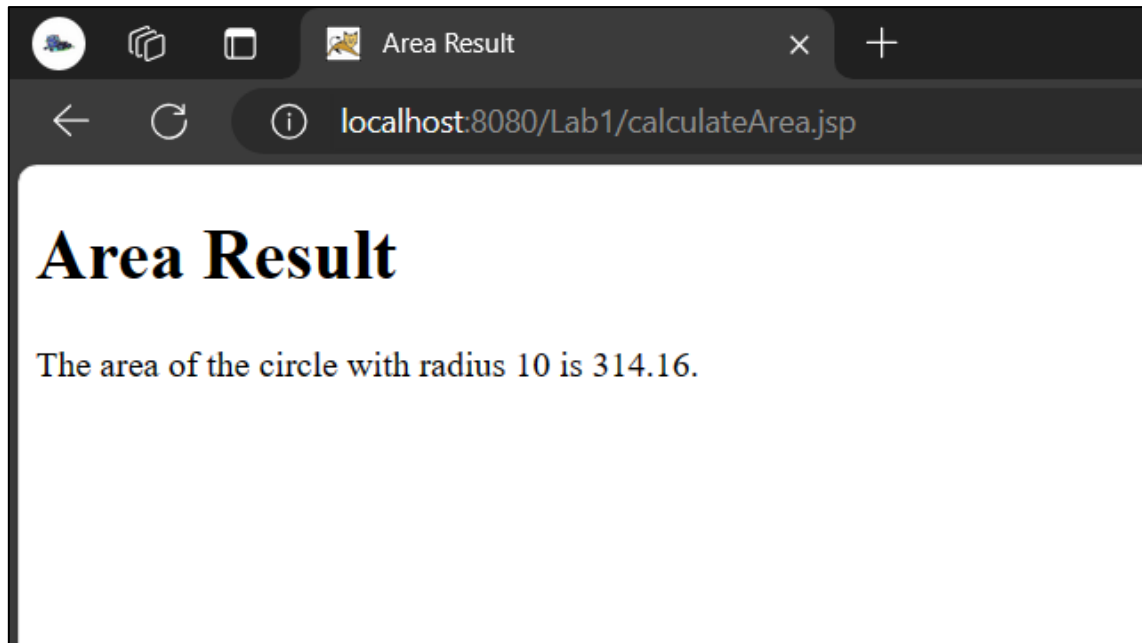 Area Result
localhost:8080/Lab1/calculateArea.jsp
Area Result
The area of the circle with radius 10 is 314.16.